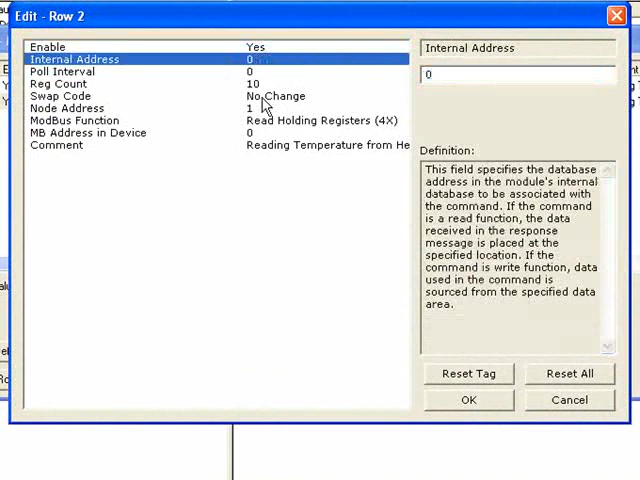 Edit - Row 2
Enable Yes
Internal Address 0
Poll Interval 0
Reg Count 10
Swap Code No Change
Node Address 1
ModBus Function Read Holding Registers (4X)
MB Address in Device 0
Comment Reading Temperature from He
Internal Address
0
Definition:
This field specifies the database
address in the module's internal
database to be associated with
the command. If the command
is a read function, the data
received in the response
message is placed at the
specified location. If the
command is write function, data
used in the command is
sourced from the specified data
area.
Reset Tag Reset All
OK Cancel